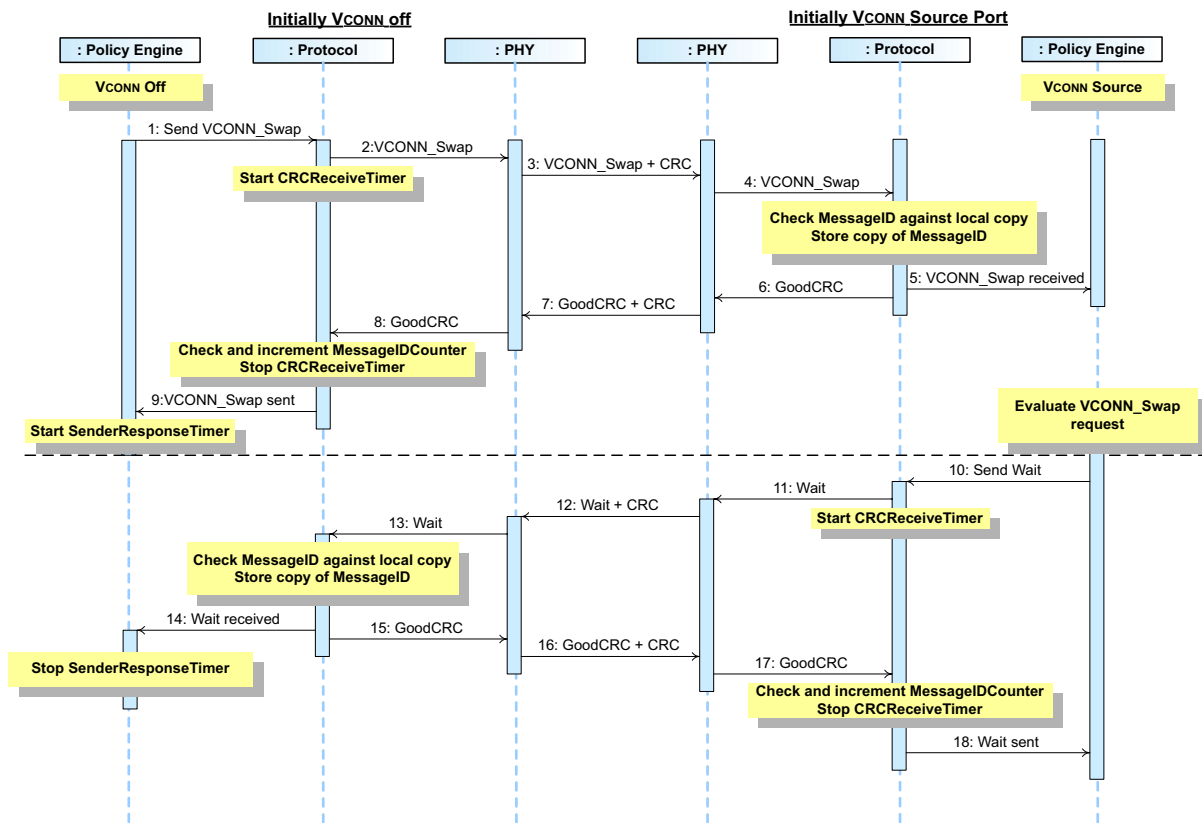 Initially VCONN off
Initially VCONN Source Port
: Policy Engine
: Protocol
: PHY
: PHY
: Protocol
: Policy Engine
VCONN Off
VCONN Source
1: Send VCONN_Swap
2:VCONN_Swap
Start CRCReceiveTimer
3: VCONN_Swap + CRC
4: VCONN_Swap
Check MessageID against local copy
Store copy of MessageID
5: VCONN_Swap received
6: GoodCRC
7: GoodCRC + CRC
8: GoodCRC
Check and increment MessageIDCounter
Stop CRCReceiveTimer
9:VCONN_Swap sent
Start SenderResponseTimer
Evaluate VCONN_Swap
request
10: Send Wait
11: Wait
Start CRCReceiveTimer
12: Wait + CRC
13: Wait
Check MessageID against local copy
Store copy of MessageID
14: Wait received
15: GoodCRC
Stop SenderResponseTimer
16: GoodCRC + CRC
17: GoodCRC
Check and increment MessageIDCounter
Stop CRCReceiveTimer
18: Wait sent